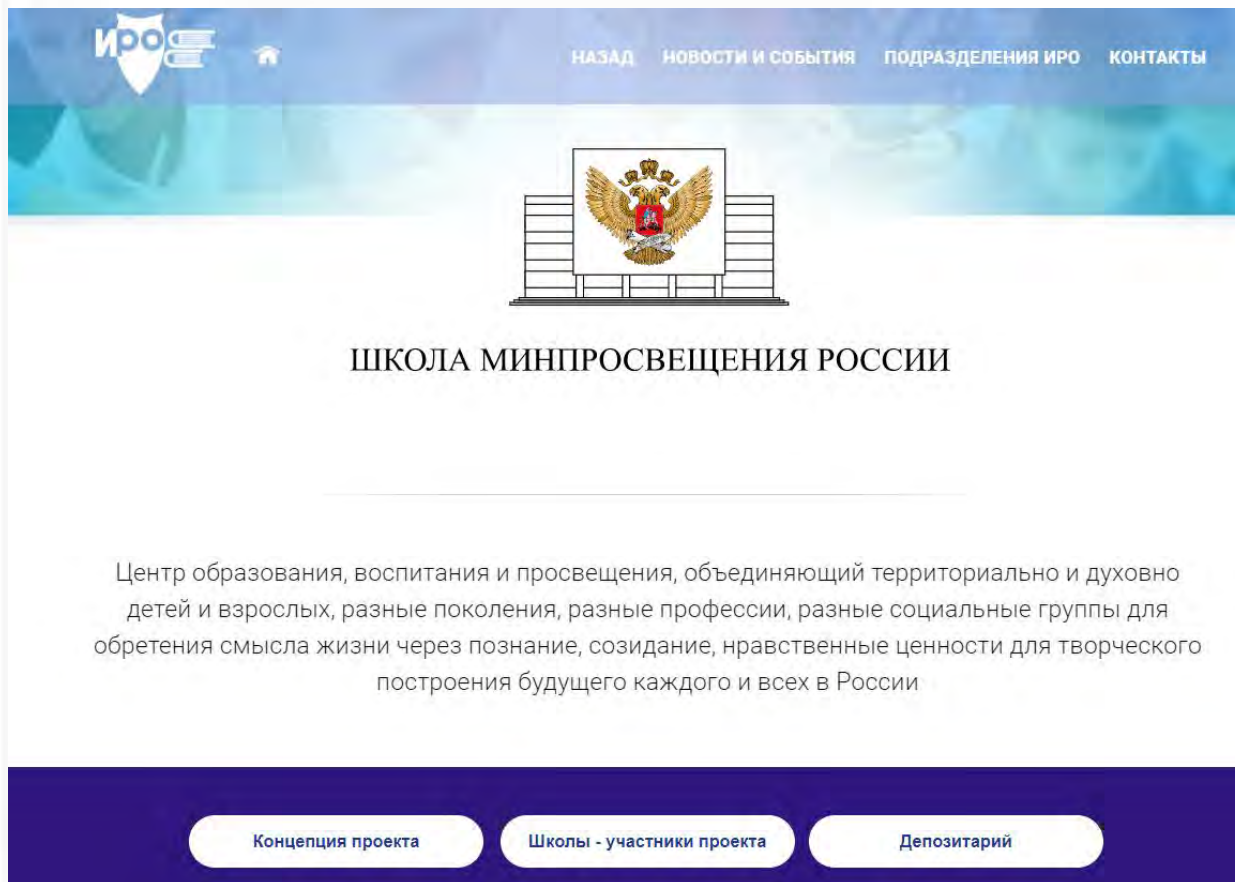 ИРО
НАЗАД НОВОСТИ И СОБЫТИЯ ПОДРАЗДЕЛЕНИЯ ИРО КОНТАКТЫ
ШКОЛА МИНПРОСВЕЩЕНИЯ РОССИИ
Центр образования, воспитания и просвещения, объединяющий территориально и духовно
детей и взрослых, разные поколения, разные профессии, разные социальные группы для
обретения смысла жизни через познание, созидание, нравственные ценности для творческого
построения будущего каждого и всех в России
Концепция проекта Школы - участники проекта Депозитарий